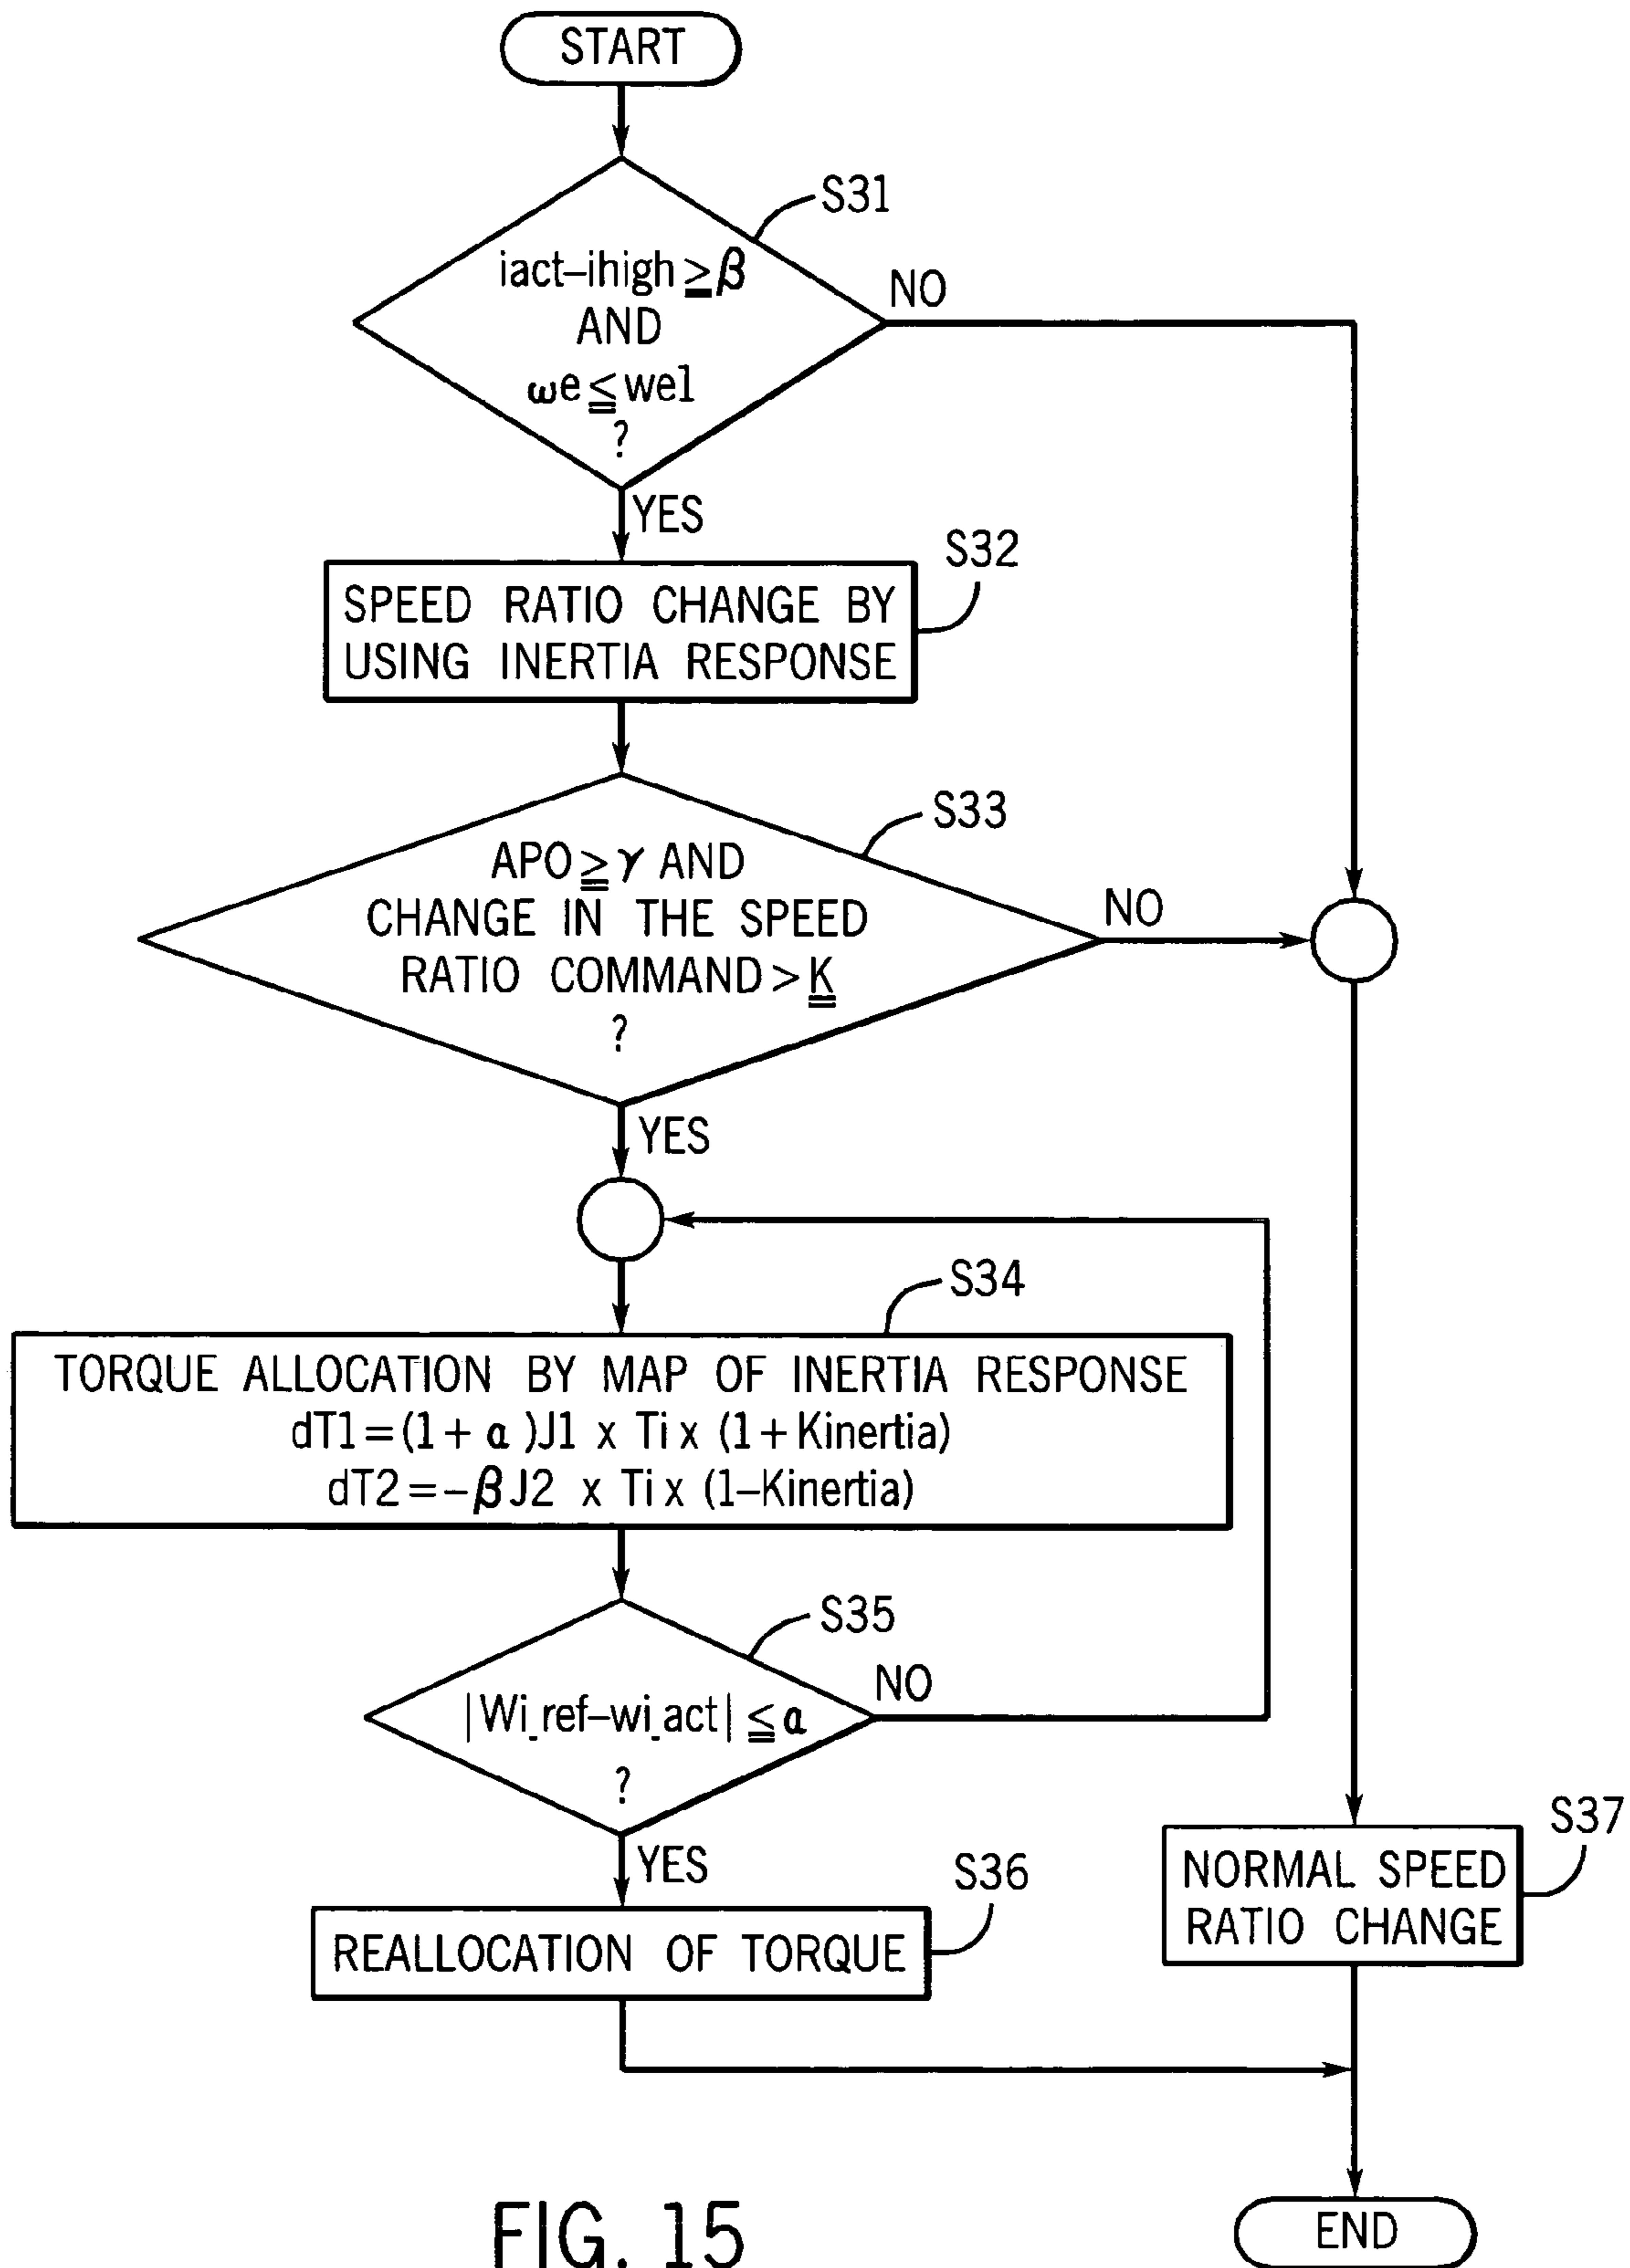 START
S31
iact–ihigh ≧ β
AND
ωe ≦ we1
?
NO
YES
S32
SPEED RATIO CHANGE BY
USING INERTIA RESPONSE
S33
APO ≧ γ AND
CHANGE IN THE SPEED
RATIO COMMAND > K
?
NO
YES
S34
TORQUE ALLOCATION BY MAP OF INERTIA RESPONSE
dT1 = (1 + α )J1 x Ti x (1 + Kinertia)
dT2 = -β J2 x Ti x (1–Kinertia)
S35
|Wi_ref–wi_act| ≦ α
?
NO
YES
S36
REALLOCATION OF TORQUE
S37
NORMAL SPEED
RATIO CHANGE
END
FIG. 15